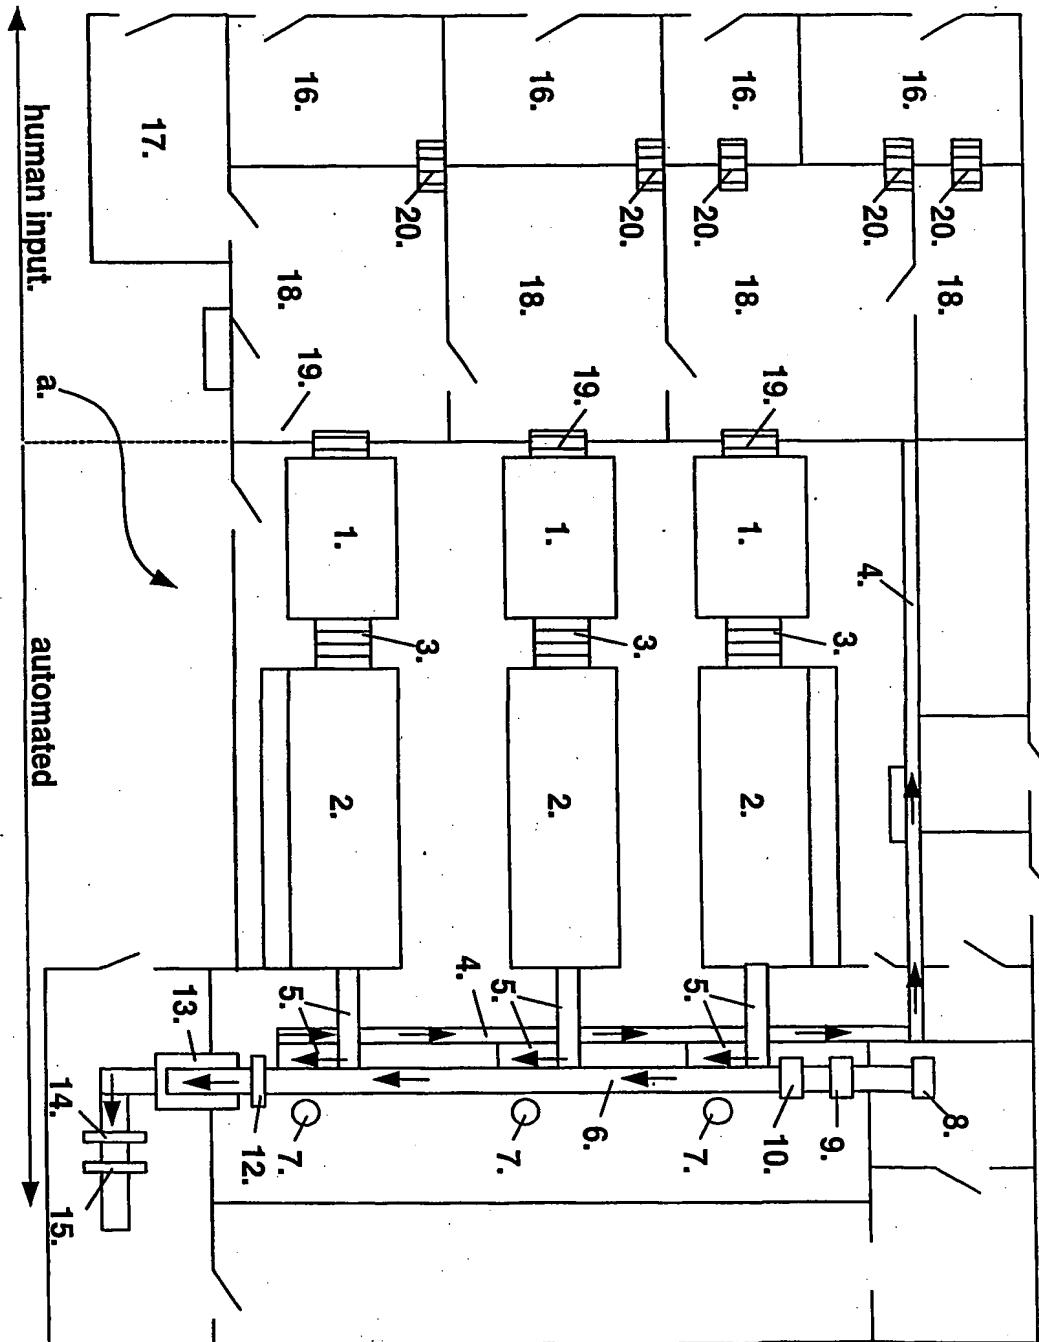 20. 18. 8.
16. 20. 4. 3. 9.
16. 18. 19. 1. 2. 10.
20. 5. 7.
20. 3. 6.
16. 18. 19. 1. 2. 5. 7.
20. 3. 4.
16. 18. 19. 1. 2. 5. 7.
12.
17. 13.
14. 15.
human input. a. automated